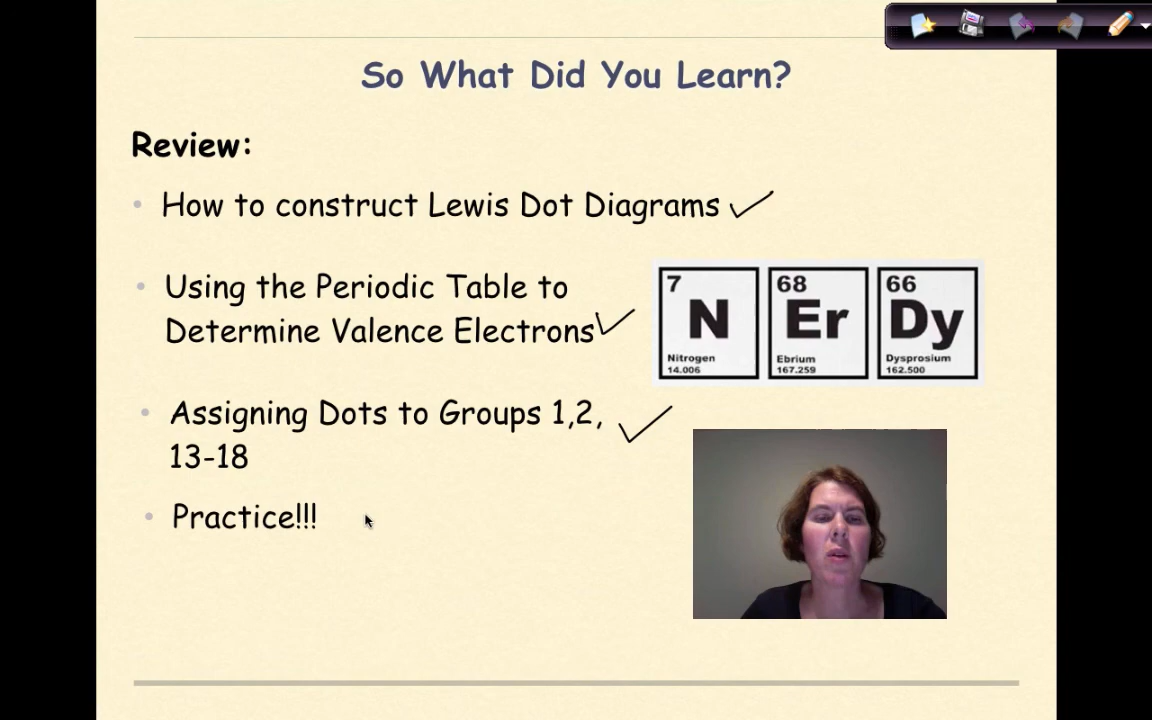 So What Did You Learn?
Review:
• How to construct Lewis Dot Diagrams
• Using the Periodic Table to
Determine Valence Electrons
7
N
Nitrogen
14.006
68
Er
Ebrium
167.259
66
Dy
Dysprosium
162.500
• Assigning Dots to Groups 1,2,
13-18
• Practice!!!